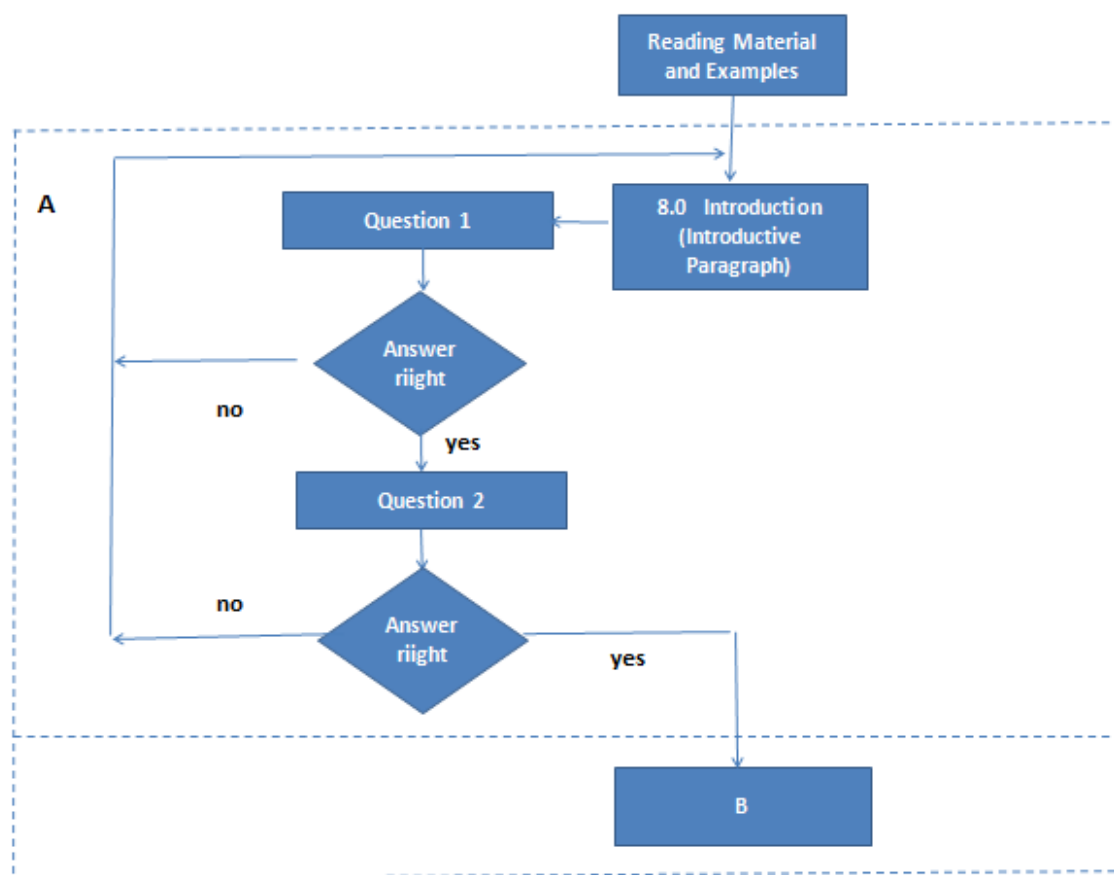 Reading Material
and Examples
A
8.0 Introduction
(Introductive
Paragraph)
Question 1
Answer
riight
no
yes
Question 2
no
Answer
riight
yes
B